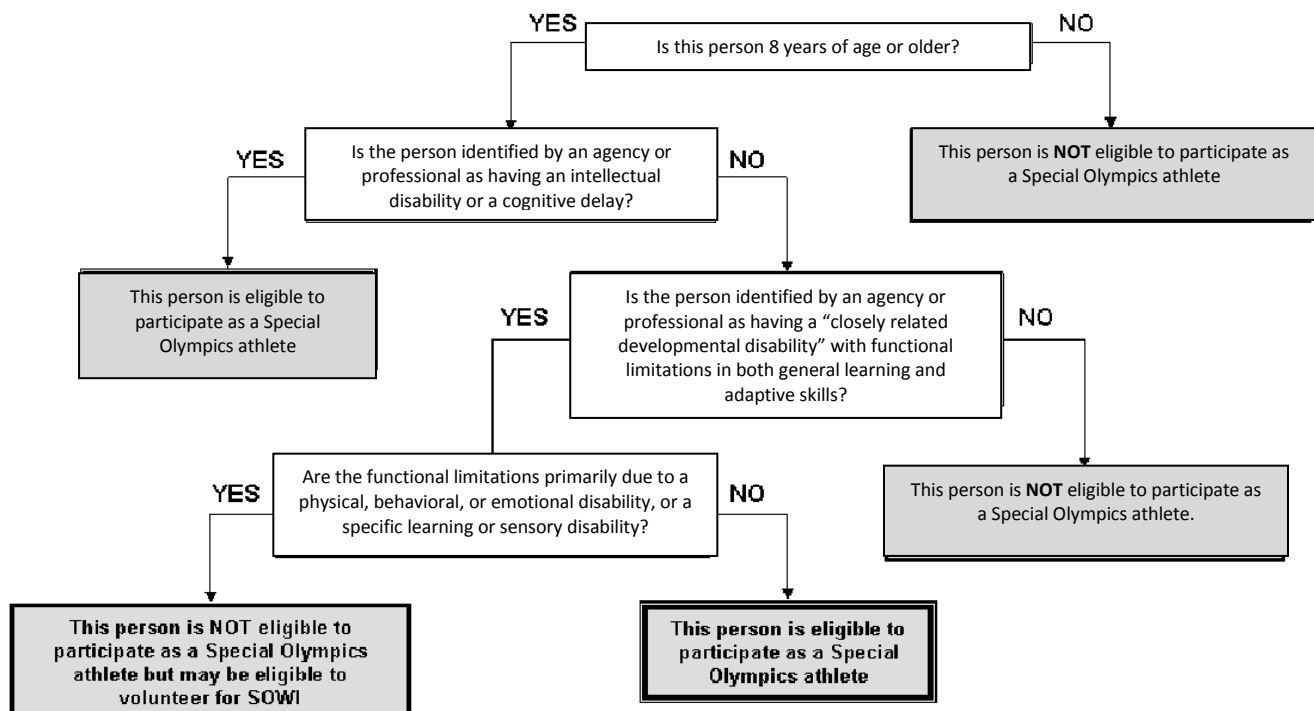 YES
Is this person 8 years of age or older?
NO
YES
Is the person identified by an agency or
professional as having an intellectual
disability or a cognitive delay?
NO
This person is NOT eligible to participate as
a Special Olympics athlete
This person is eligible to
participate as a Special
Olympics athlete
YES
Is the person identified by an agency or
professional as having a “closely related
developmental disability” with functional
limitations in both general learning and
adaptive skills?
NO
YES
Are the functional limitations primarily due to a
physical, behavioral, or emotional disability, or a
specific learning or sensory disability?
NO
This person is NOT eligible to participate as
a Special Olympics athlete.
This person is NOT eligible to
participate as a Special Olympics
athlete but may be eligible to
volunteer for SOWI
This person is eligible to
participate as a Special
Olympics athlete